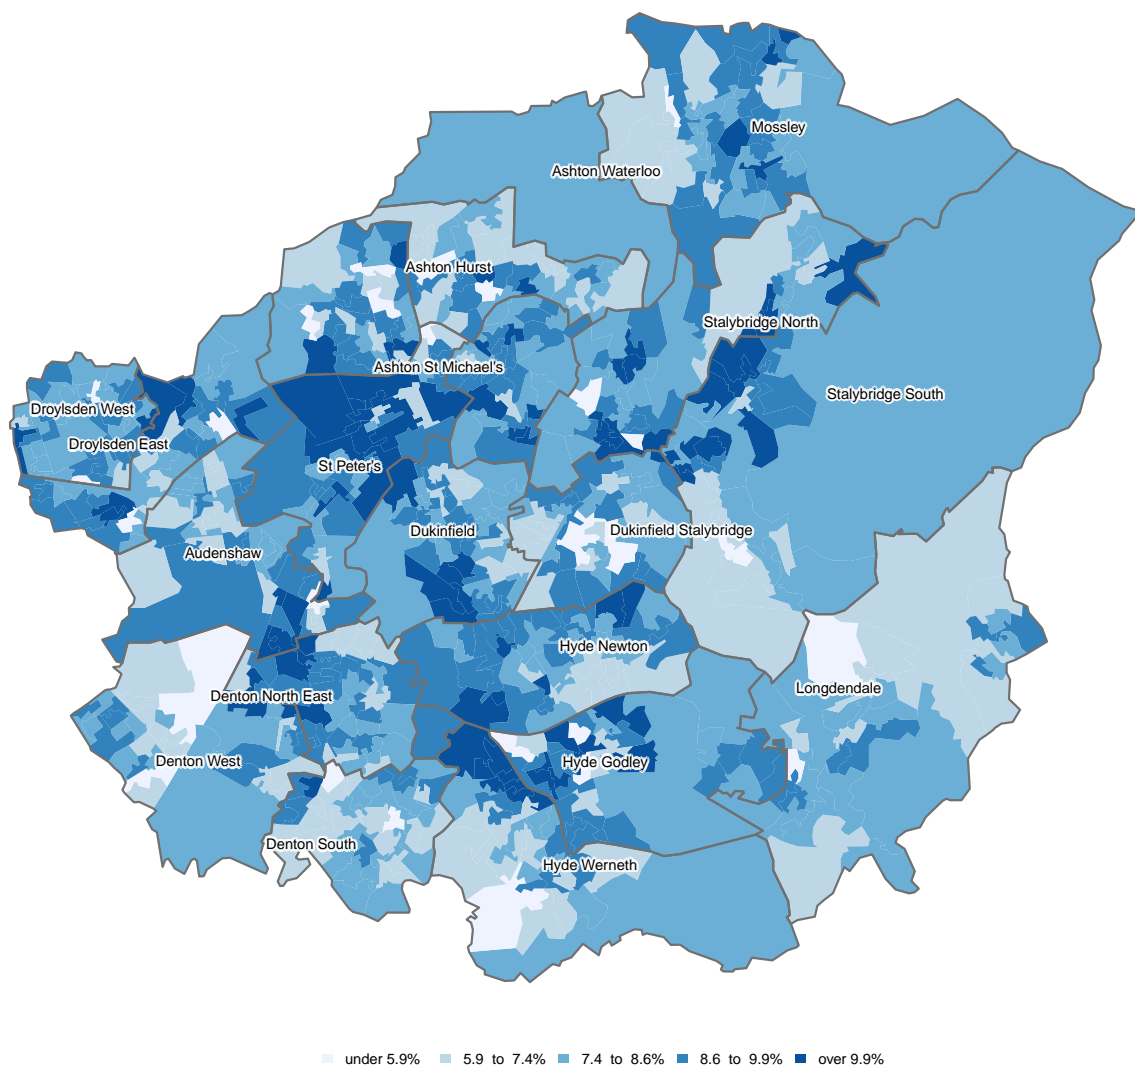 Mossley
Ashton Waterloo
Ashton Hurst
Stalybridge North
Ashton St Michael's
Stalybridge South
Droylsden West
Droylsden East
St Peter's
Dukinfield
Dukinfield Stalybridge
Audenshaw
Hyde Newton
Longdendale
Denton North East
Denton West
Hyde Godley
Denton South
Hyde Werneth
under 5.9% 5.9 to 7.4% 7.4 to 8.6% 8.6 to 9.9% over 9.9%